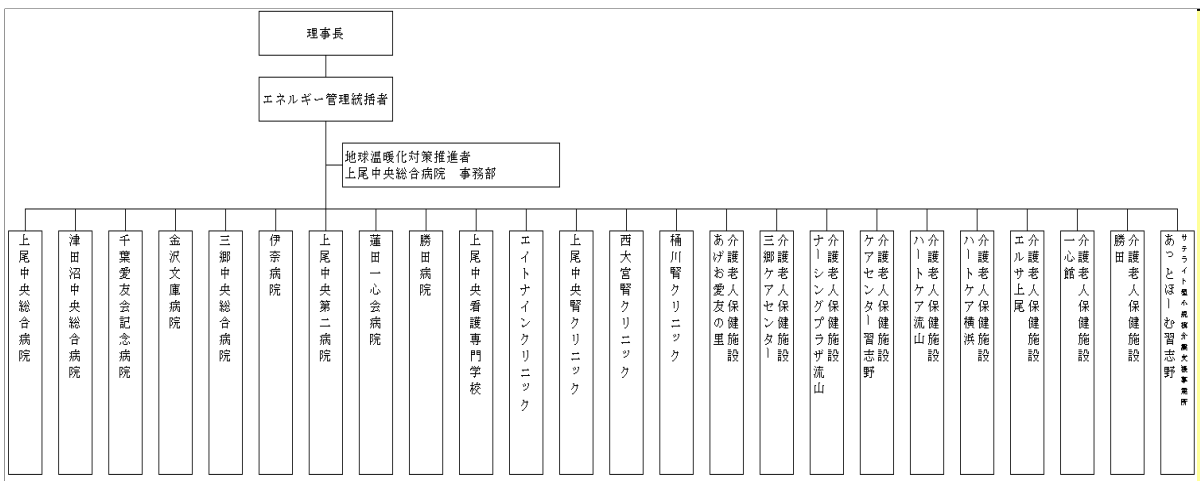 理事長
エネルギー管理統括者
地球温暖化対策推進者
上尾中央総合病院　事務部
上尾中央総合病院
津田沼中央総合病院
千葉愛友会記念病院
金沢文庫病院
三郷中央総合病院
伊奈病院
上尾中央第二病院
蓮田一心会病院
勝田病院
上尾中央看護専門学校
エイトナインクリニック
上尾中央腎クリニック
西大宮腎クリニック
桶川腎クリニック
介護老人保健施設
あげお愛友の里
介護老人保健施設
三郷ケアセンター
介護老人保健施設
ナーシングプラザ流山
介護老人保健施設
ケアセンター習志野
介護老人保健施設
ハートケア流山
介護老人保健施設
ハートケア横浜
介護老人保健施設
エルサ上尾
介護老人保健施設
一心館
介護老人保健施設
勝田
あっとほーむ習志野